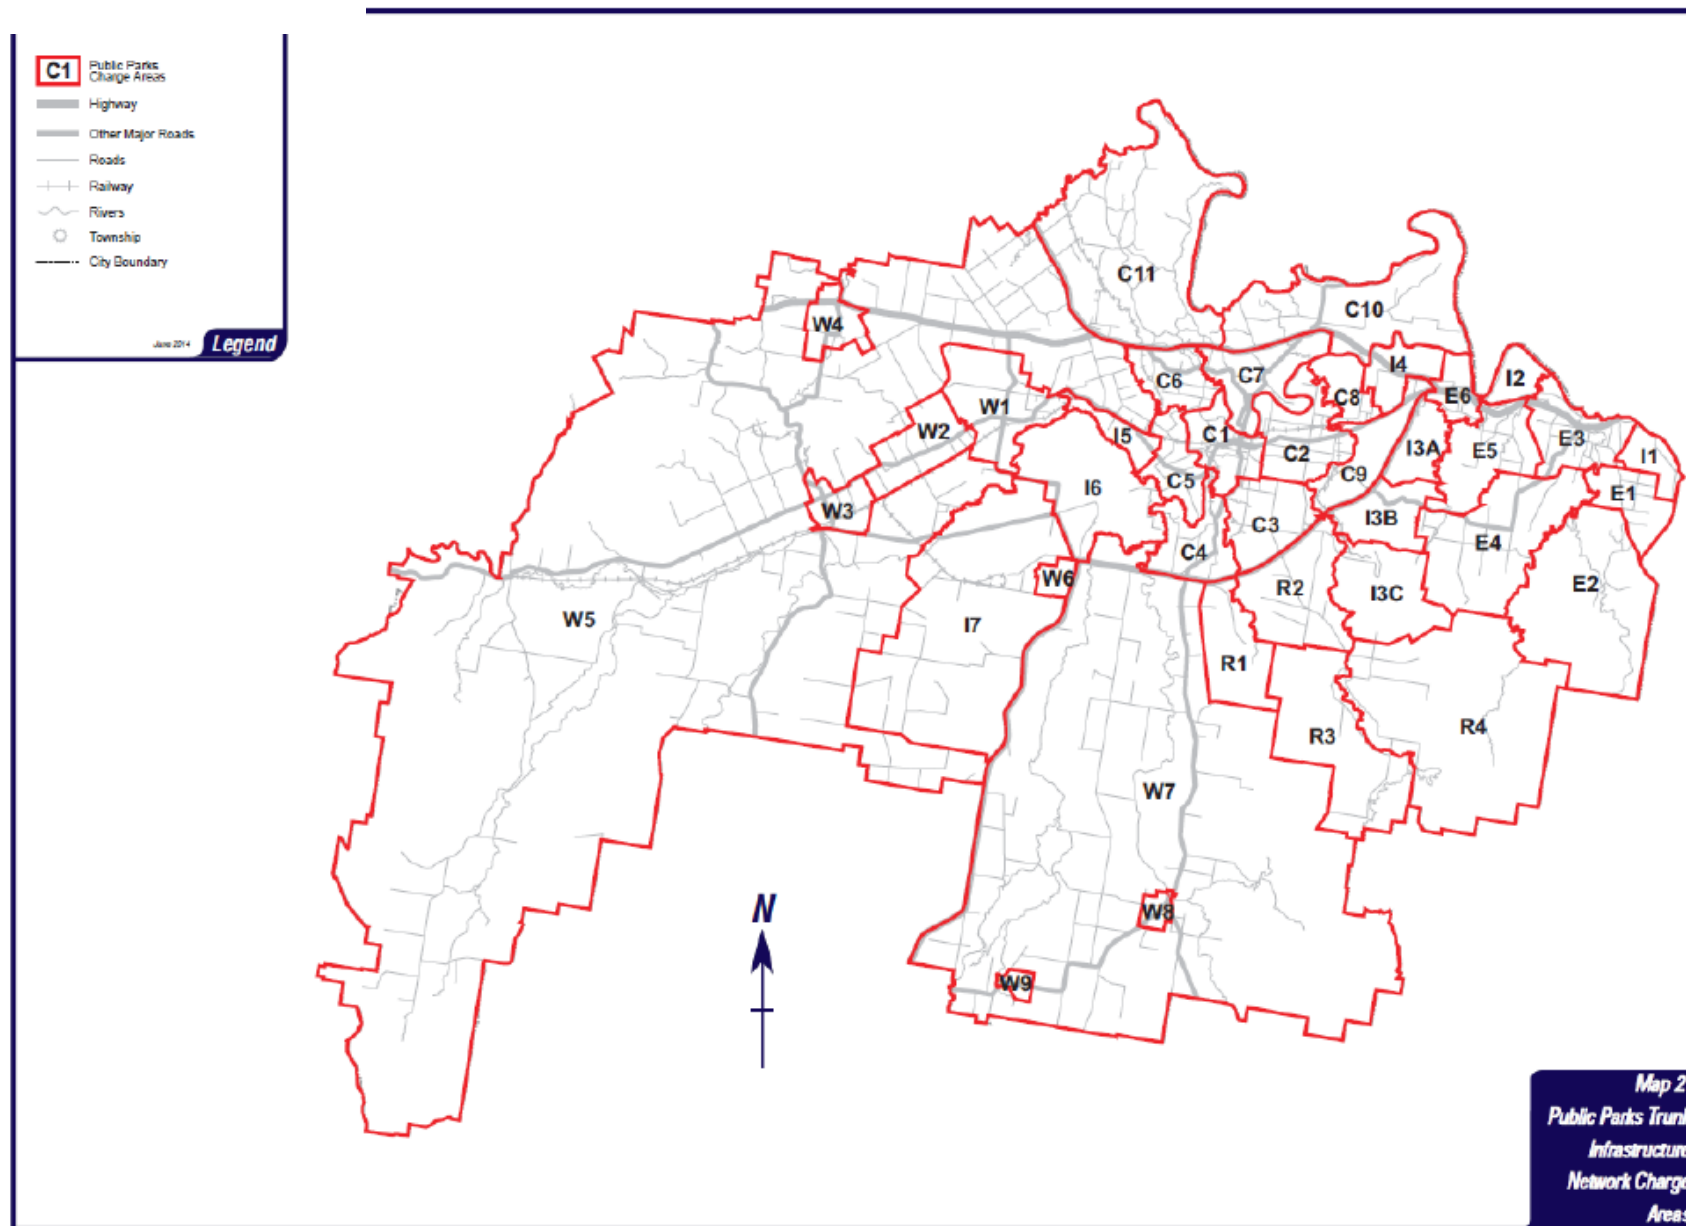 C1
Public Parks
Charge Areas
Highway
Other Major Roads
Roads
Railway
Rivers
Township
City Boundary
June 2014
Legend
C11
C10
W4
I4
C7
C6
I2
C8
E6
W1
W2
I5
C1
C2
I3A
E5
E3
I1
C9
C5
I6
E1
W3
I3B
C3
E4
C4
W6
R2
I3C
E2
W5
I7
R1
R4
R3
W7
W8
N
W9
Map 2
Public Parks Trunk
Infrastructure
Network Charge
Areas